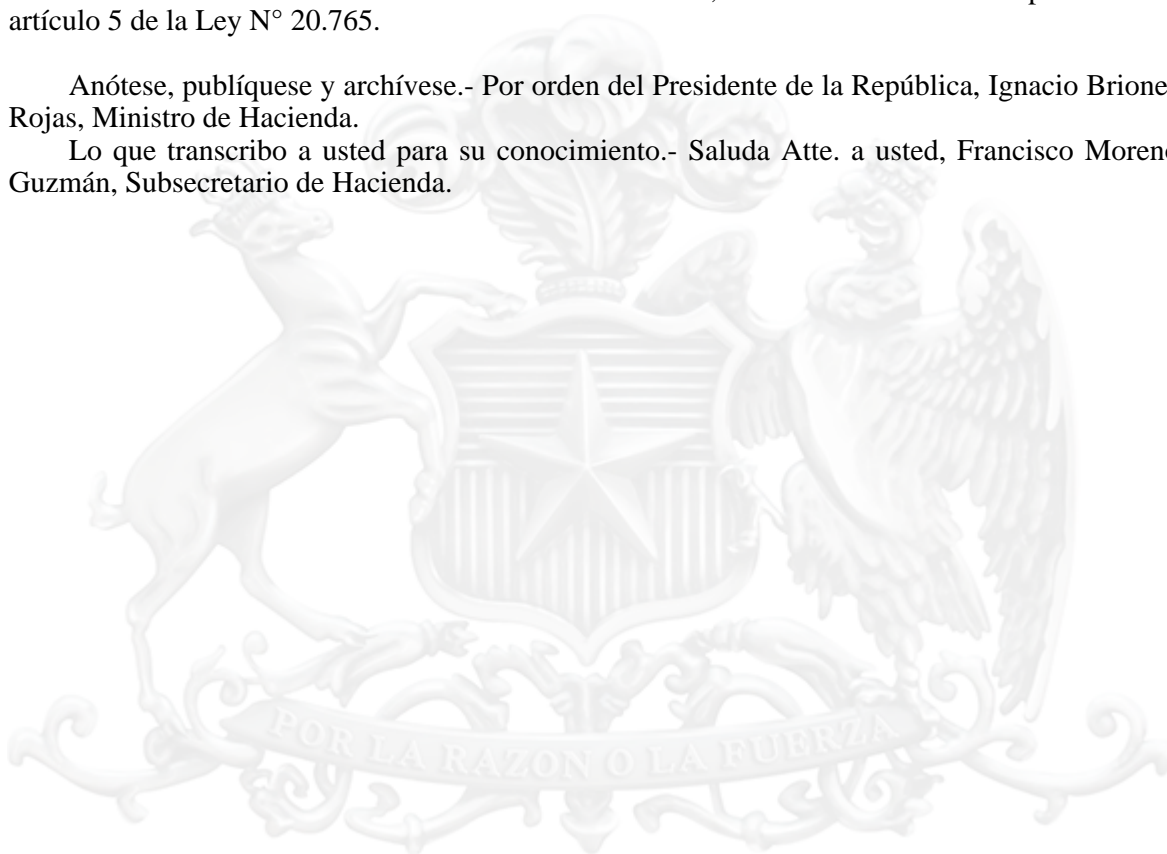 artículo 5 de la Ley N° 20.765.
Anótese, publíquese y archívese.- Por orden del Presidente de la República, Ignacio Brione
Rojas, Ministro de Hacienda.
Lo que transcribo a usted para su conocimiento.- Saluda Atte. a usted, Francisco Moreno
Guzmán, Subsecretario de Hacienda.
POR LA RAZON O LA FUERZA